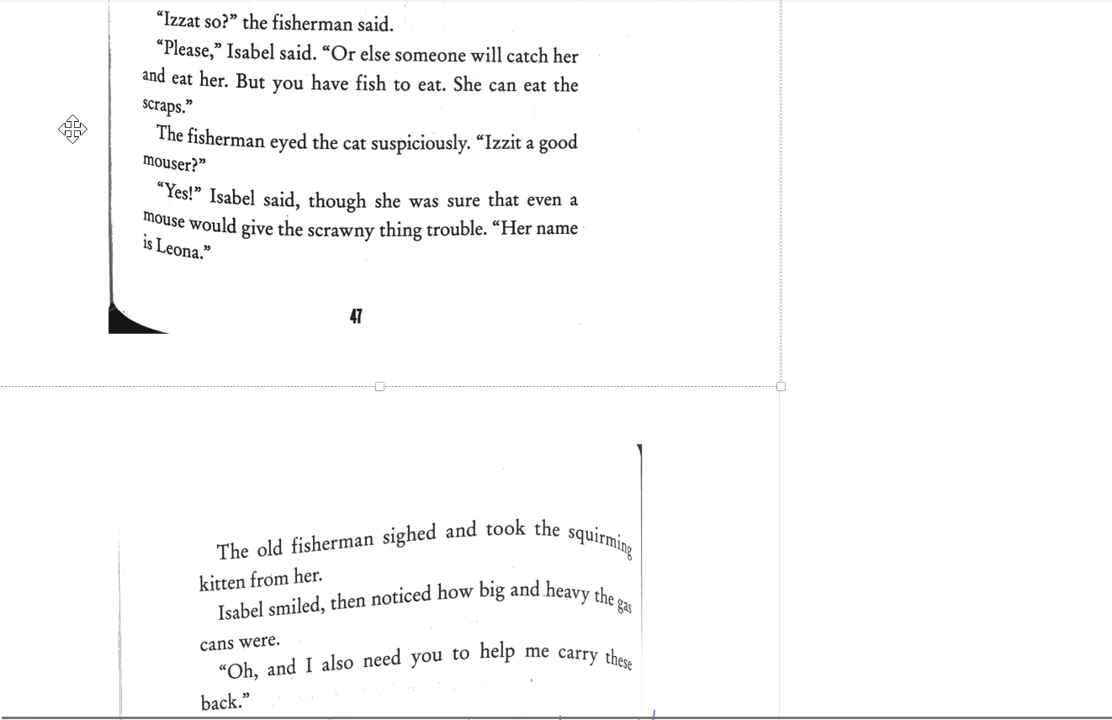 “Izzat so?” the fisherman said.
“Please,” Isabel said. “Or else someone will catch her
and eat her. But you have fish to eat. She can eat the
scraps.”
The fisherman eyed the cat suspiciously. “Izzit a good
mouser?”
“Yes!” Isabel said, though she was sure that even a
mouse would give the scrawny thing trouble. “Her name
is Leona.”
47
The old fisherman sighed and took the squirming
kitten from her.
Isabel smiled, then noticed how big and heavy the gas
cans were.
“Oh, and I also need you to help me carry these
back.”